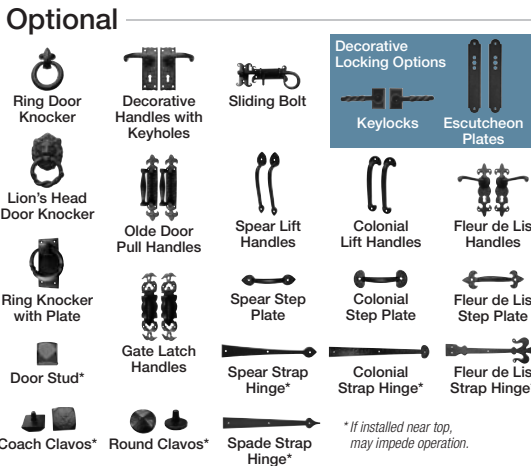 Optional
Ring Door
Knocker
Decorative
Handles with
Keyholes
Sliding Bolt
Decorative
Locking Options
Keylocks
Escutcheon
Plates
Lion's Head
Door Knocker
Olde Door
Pull Handles
Spear Lift
Handles
Colonial
Lift Handles
Fleur de Lis
Handles
Ring Knocker
with Plate
Gate Latch
Handles
Spear Step
Plate
Colonial
Step Plate
Fleur de Lis
Step Plate
Door Stud*
Spear Strap
Hinge*
Colonial
Strap Hinge*
Fleur de Lis
Strap Hinge*
Coach Clavos*
Round Clavos*
Spade Strap
Hinge*
* If installed near top,
may impede operation.